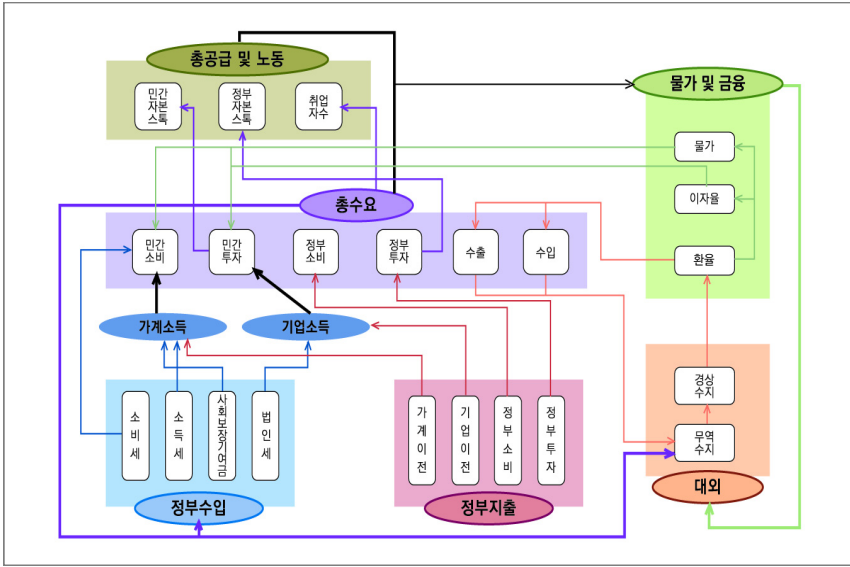 총공급 및 노동
물가 및 금융
민간
자본
스톡
정부
자본
스톡
취업
자수
물가
이자율
총수요
민간
소비
민간
투자
정부
소비
정부
투자
수출
수입
환율
가계소득
기업소득
경상
수지
무역
수지
소비세
소득세
사회보장기여금
법인세
가계이전
기업이전
정부소비
정부투자
대외
정부수입
정부지출